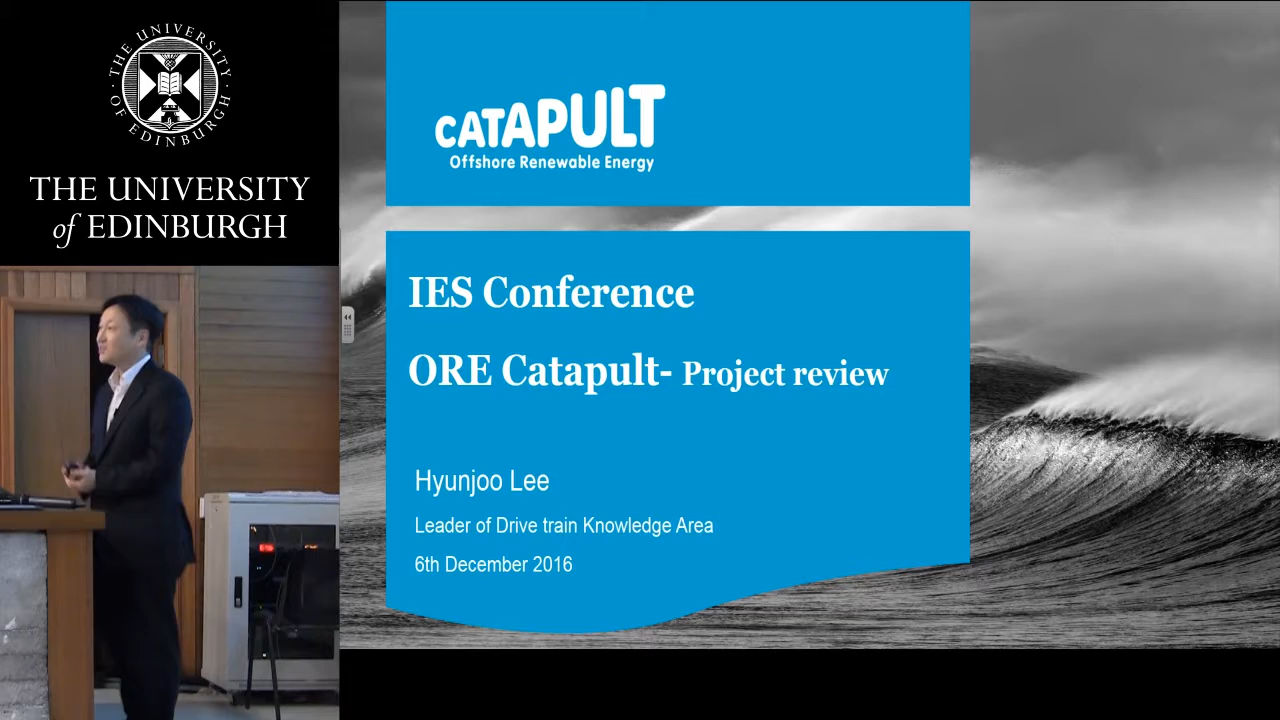 THE UNIVERSITY OF EDINBURGH
THE UNIVERSITY
of EDINBURGH
CATAPULT
Offshore Renewable Energy
IES Conference
ORE Catapult- Project review
Hyunjoo Lee
Leader of Drive train Knowledge Area
6th December 2016